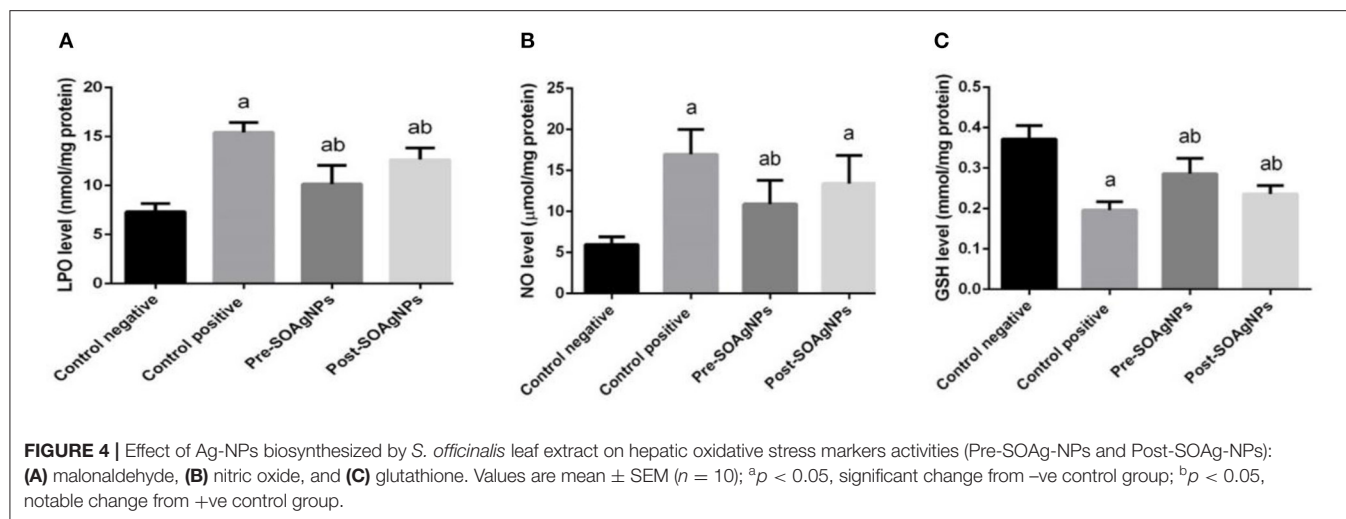 A
LPO level (nmol/mg protein)
20
15
10
5
0
a
ab
ab
Control negative
Control positive
Pre-SOAgNPs
Post-SOAgNPs
B
NO level (μmol/mg protein)
25
20
15
10
5
0
a
ab
a
Control negative
Control positive
Pre-SOAgNPs
Post-SOAgNPs
C
GSH level (mmol/mg protein)
0.5
0.4
0.3
0.2
0.1
0.0
a
ab
ab
Control negative
Control positive
Pre-SOAgNPs
Post-SOAgNPs
FIGURE 4 | Effect of Ag-NPs biosynthesized by S. officinalis leaf extract on hepatic oxidative stress markers activities (Pre-SOAg-NPs and Post-SOAg-NPs):
(A) malonaldehyde, (B) nitric oxide, and (C) glutathione. Values are mean ± SEM (n = 10); ᵃp < 0.05, significant change from –ve control group; ᵇp < 0.05,
notable change from +ve control group.